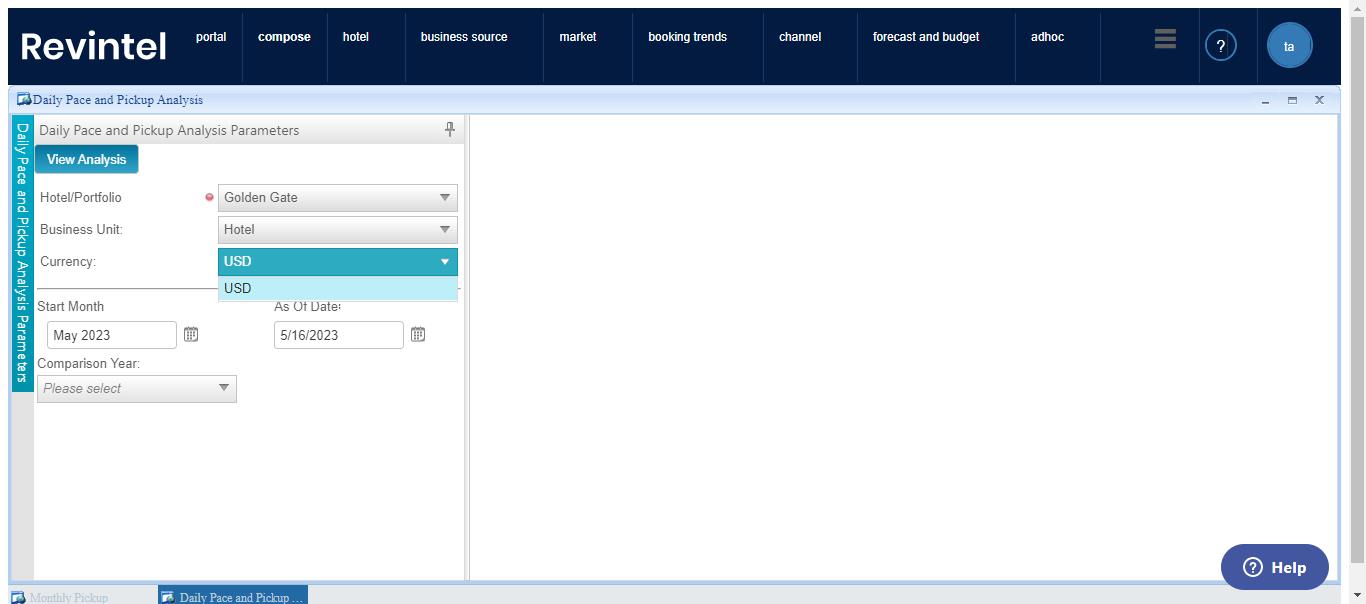 Revintel
portal
compose
hotel
business source
market
booking trends
channel
forecast and budget
adhoc
?
ta
Daily Pace and Pickup Analysis
Daily Pace and Pickup Analysis Parameters
Daily Pace and Pickup Analysis Parameters
View Analysis
Hotel/Portfolio
Golden Gate
Business Unit:
Hotel
Currency:
USD
USD
Start Month
As Of Date:
May 2023
5/16/2023
Comparison Year:
Please select
? Help
Monthly Pickup
Daily Pace and Pickup ...